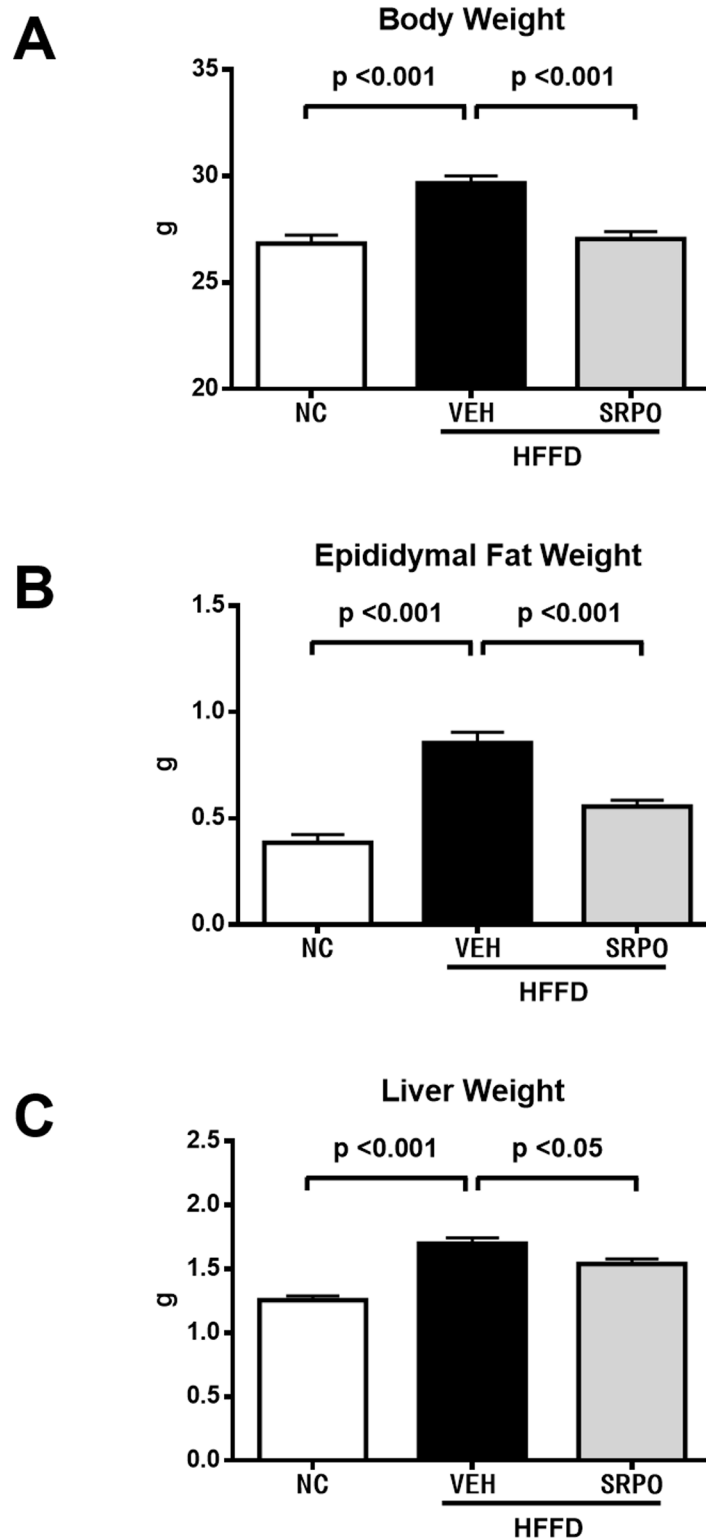 A
Body Weight
p <0.001 p <0.001
35
30
25
20
g
NC VEH SRPO
HFFD
B
Epididymal Fat Weight
p <0.001 p <0.001
1.5
1.0
0.5
0.0
g
NC VEH SRPO
HFFD
C
Liver Weight
p <0.001 p <0.05
2.5
2.0
1.5
1.0
0.5
0.0
g
NC VEH SRPO
HFFD